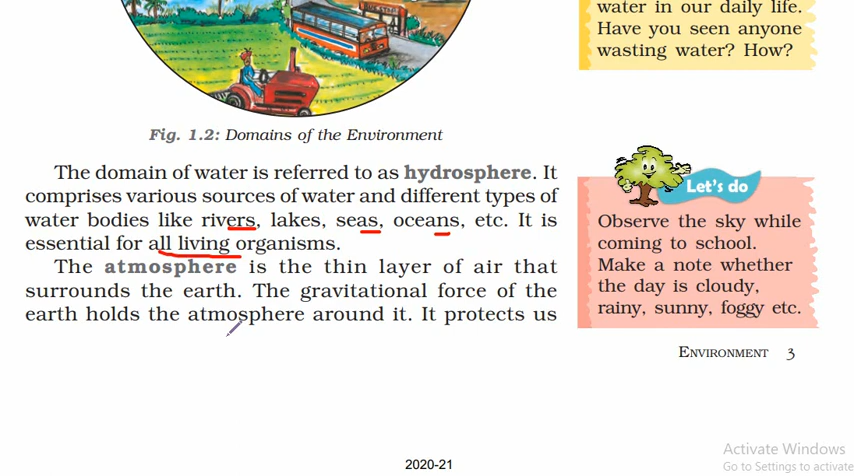 water in our daily life.
Have you seen anyone
wasting water? How?
Fig. 1.2: Domains of the Environment
The domain of water is referred to as hydrosphere. It
comprises various sources of water and different types of
water bodies like rivers, lakes, seas, oceans, etc. It is
essential for all living organisms.
The atmosphere is the thin layer of air that
surrounds the earth. The gravitational force of the
earth holds the atmosphere around it. It protects us
Let's do
Observe the sky while
coming to school.
Make a note whether
the day is cloudy,
rainy, sunny, foggy etc.
ENVIRONMENT 3
2020-21
Activate Windows
Go to Settings to activate